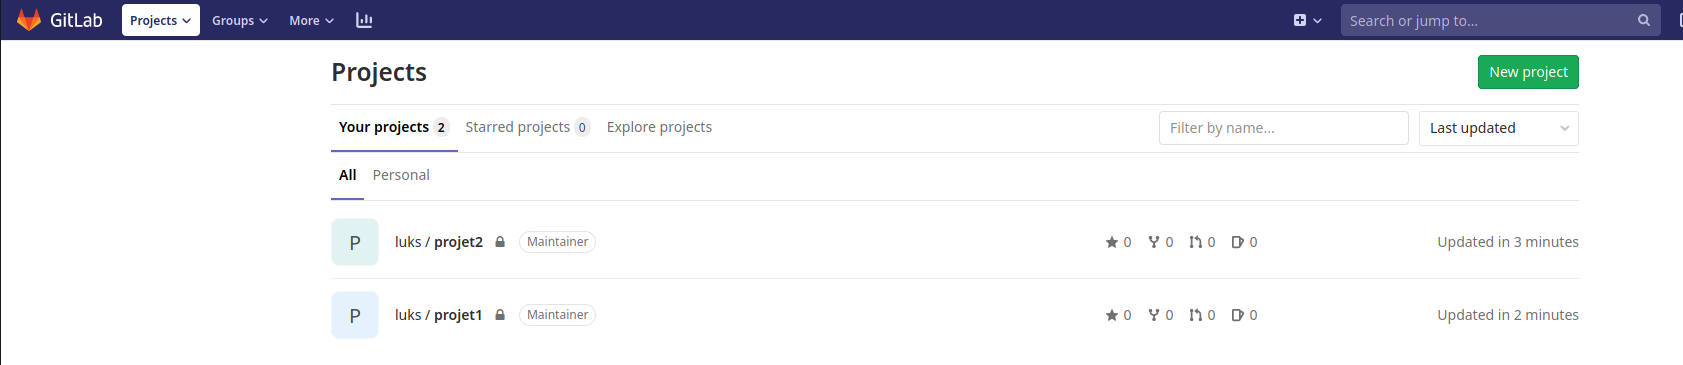 GitLab Projects Groups More Search or jump to...
Projects New project
Your projects 2 Starred projects 0 Explore projects Filter by name... Last updated
All Personal
P luks / projet2 Maintainer 0 0 0 0 Updated in 3 minutes
P luks / projet1 Maintainer 0 0 0 0 Updated in 2 minutes